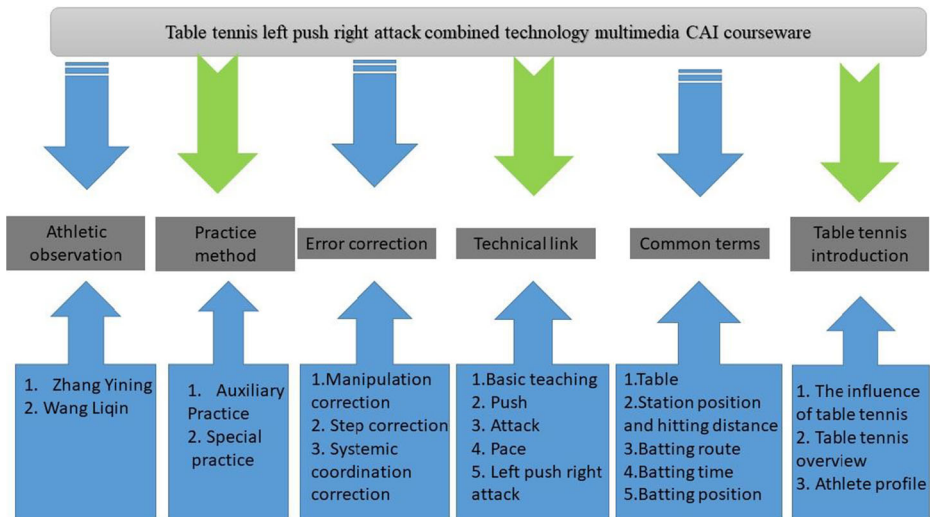 Table tennis left push right attack combined technology multimedia CAI courseware
Athletic
observation
Practice
method
Error correction
Technical link
Common terms
Table tennis
introduction
1. Zhang Yining
2. Wang Liqin
1. Auxiliary
Practice
2. Special
practice
1.Manipulation
correction
2. Step correction
3. Systemic
coordination
correction
1.Basic teaching
2. Push
3. Attack
4. Pace
5. Left push right
attack
1.Table
2.Station position
and hitting distance
3.Batting route
4.Batting time
5.Batting position
1. The influence
of table tennis
2. Table tennis
overview
3. Athlete profile